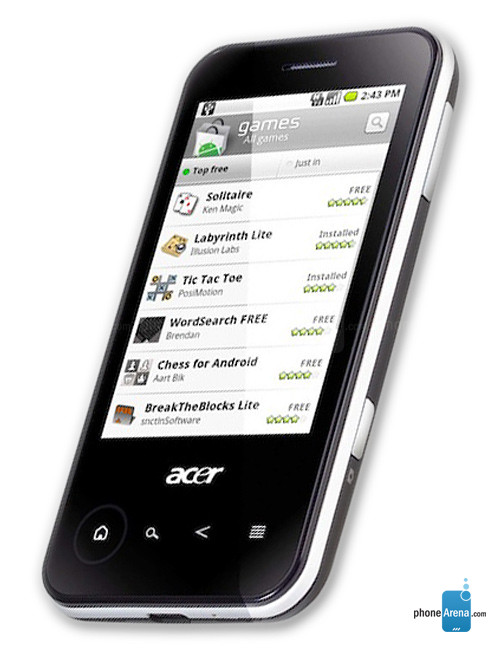 2:43 PM
games
All games
Top free
Just in
Solitaire
FREE
Ken Magic
Labyrinth Lite
Installed
Illusion Labs
Tic Tac Toe
Installed
PosiMotion
WordSearch FREE
FREE
Brendan
Chess for Android
FREE
Aart Bik
BreakTheBlocks Lite
FREE
snctlnSoftware
acer
phoneArena.com